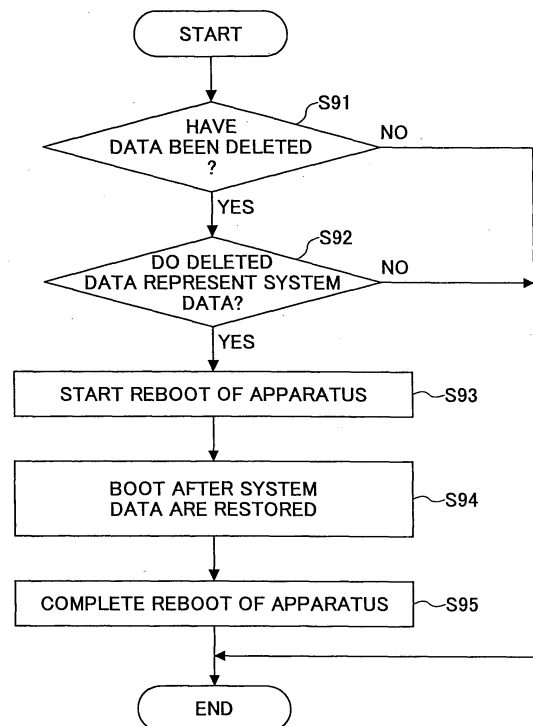 START
S91
HAVE
DATA BEEN DELETED
?
NO
YES
S92
DO DELETED
DATA REPRESENT SYSTEM
DATA?
NO
YES
START REBOOT OF APPARATUS
S93
BOOT AFTER SYSTEM
DATA ARE RESTORED
S94
COMPLETE REBOOT OF APPARATUS
S95
END